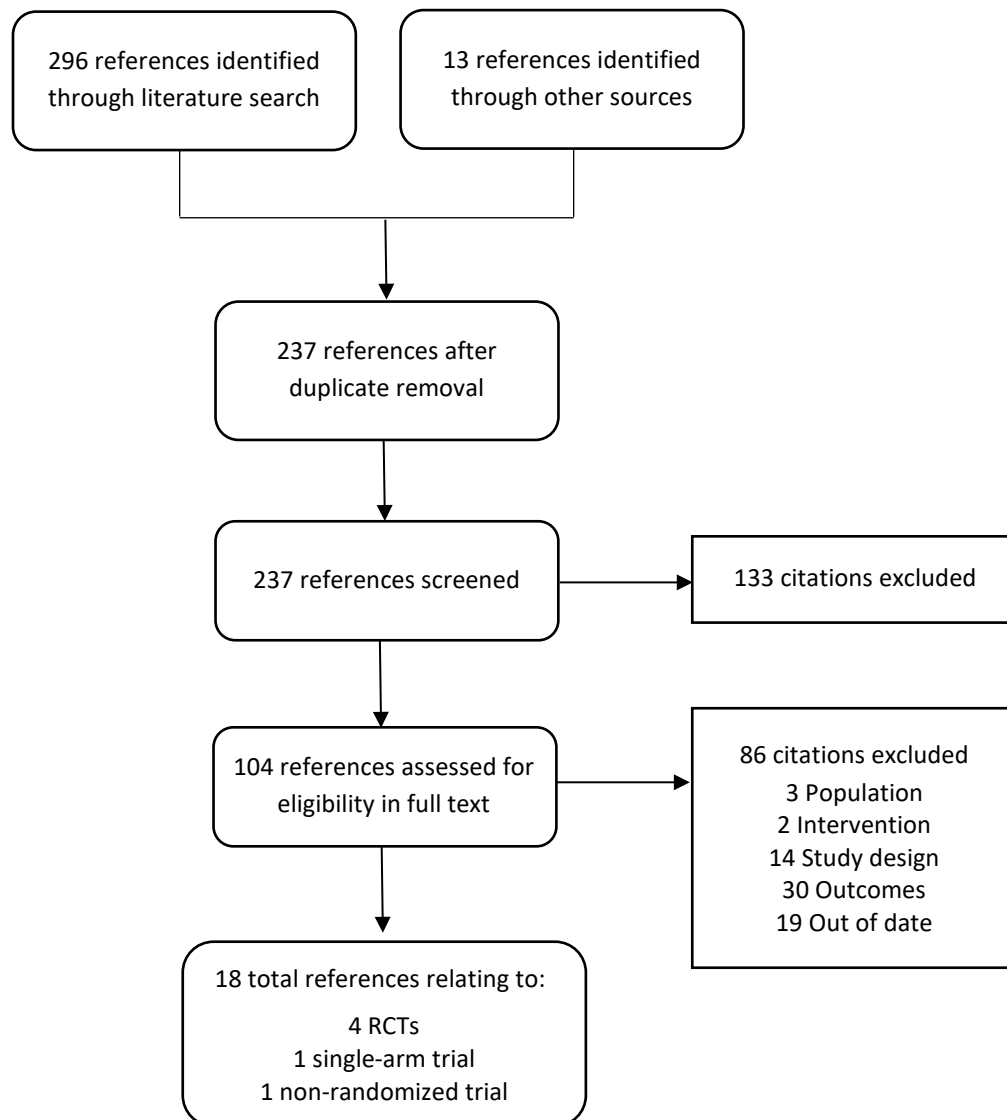 296 references identified
through literature search
13 references identified
through other sources
237 references after
duplicate removal
237 references screened
133 citations excluded
104 references assessed for
eligibility in full text
86 citations excluded
3 Population
2 Intervention
14 Study design
30 Outcomes
19 Out of date
18 total references relating to:
4 RCTs
1 single-arm trial
1 non-randomized trial